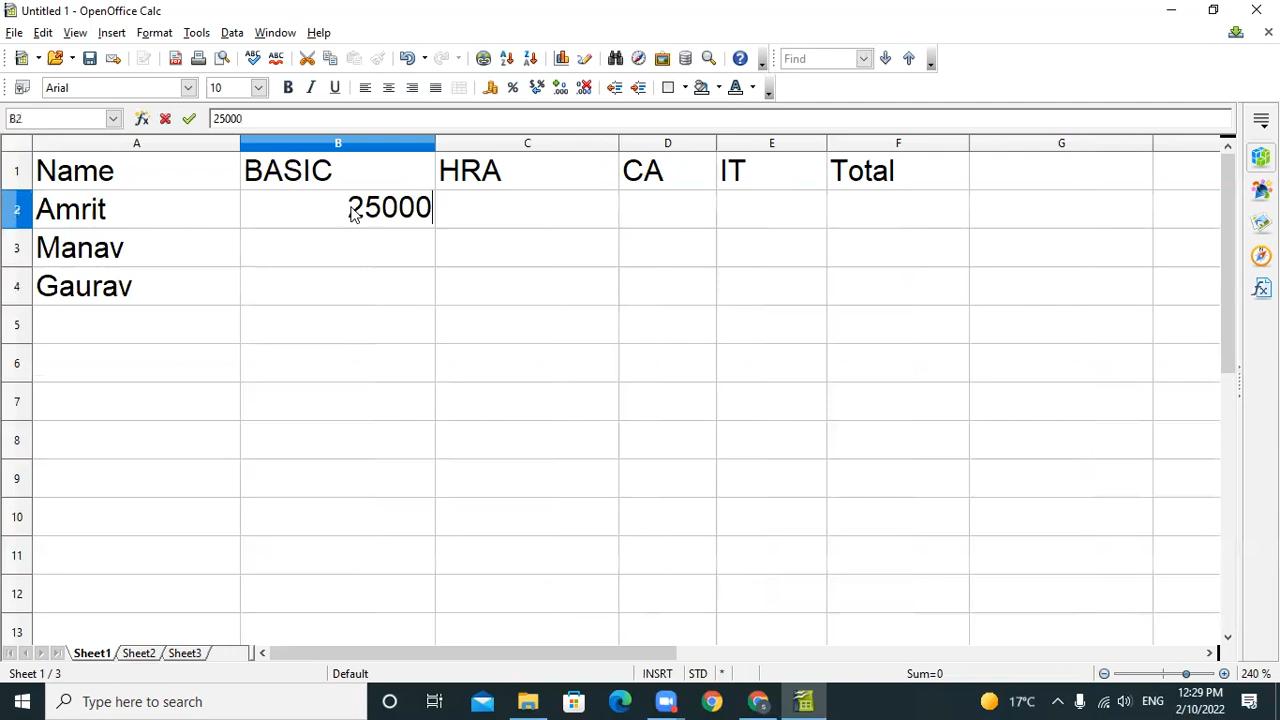 Untitled 1 - OpenOffice Calc
File Edit View Insert Format Tools Data Window Help
Find
Arial 10
B2 25000
A B C D E F G
1 Name BASIC HRA CA IT Total
2 Amrit 25000
3 Manav
4 Gaurav
5
6
7
8
9
10
11
12
13
Sheet1 Sheet2 Sheet3
Sheet 1 / 3 Default INSRT STD * Sum=0 240 %
Type here to search 17°C ENG 12:29 PM
2/10/2022